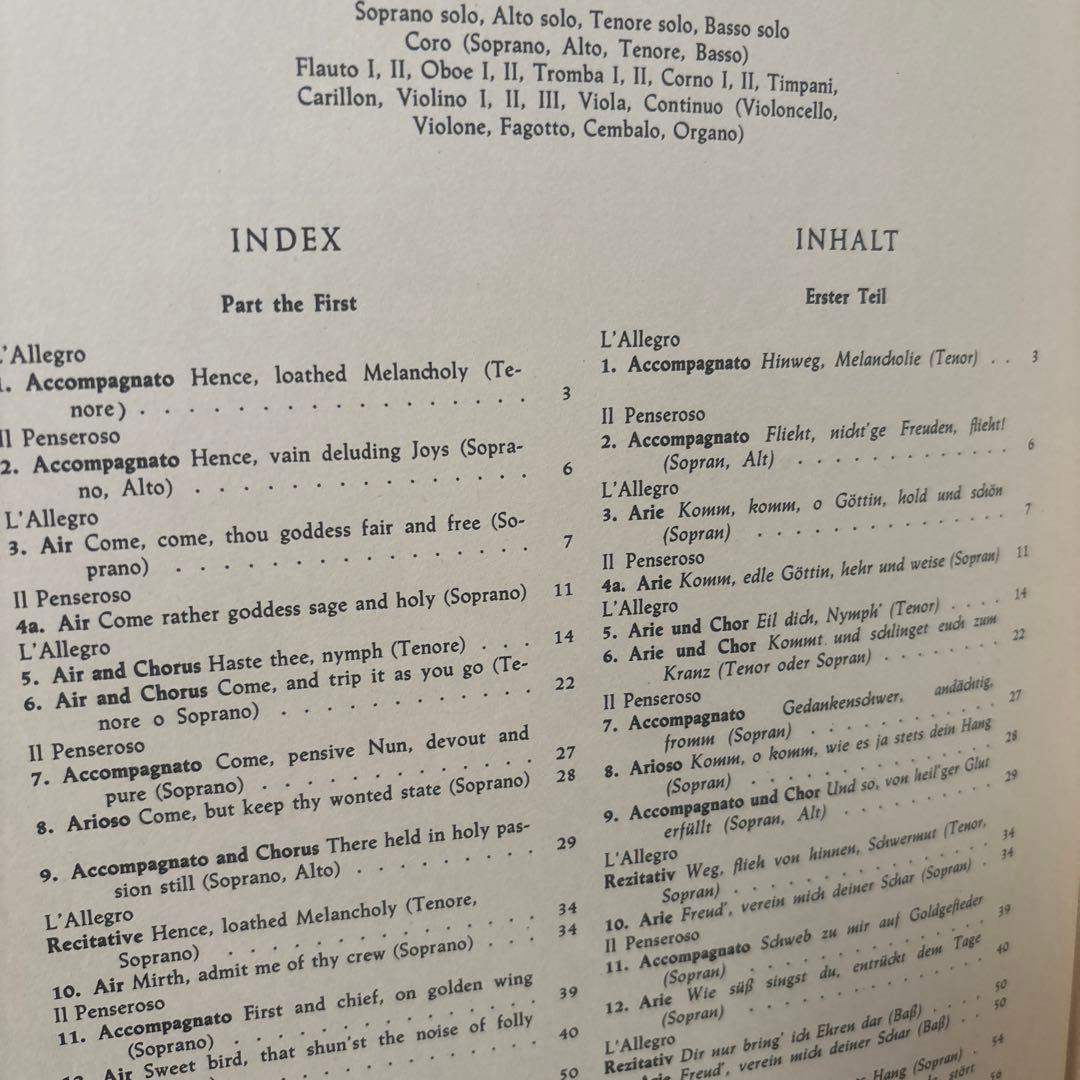 Soprano solo, Alto solo, Tenore solo, Basso solo
Coro (Soprano, Alto, Tenore, Basso)
Flauto I, II, Oboe I, II, Tromba I, II, Corno I, II, Timpani,
Carillon, Violino I, II, III, Viola, Continuo (Violoncello,
Violone, Fagotto, Cembalo, Organo)
INDEX
Part the First
L'Allegro
1. Accompagnato Hence, loathed Melancholy (Te-
nore) . . . . . . . . . . . . . . . . . 3
Il Penseroso
2. Accompagnato Hence, vain deluding Joys (Sopra-
no, Alto) . . . . . . . . . . . . . . . 6
L'Allegro
3. Air Come, come, thou goddess fair and free (So-
prano) . . . . . . . . . . . . . . . . 7
Il Penseroso
4a. Air Come rather goddess sage and holy (Soprano) 11
L'Allegro
5. Air and Chorus Haste thee, nymph (Tenore) . . . 14
6. Air and Chorus Come, and trip it as you go (Te-
nore o Soprano) . . . . . . . . . . . 22
Il Penseroso
7. Accompagnato Come, pensive Nun, devout and
pure (Soprano) . . . . . . . . . . . . 27
8. Arioso Come, but keep thy wonted state (Soprano) 28
9. Accompagnato and Chorus There held in holy pas-
sion still (Soprano, Alto) . . . . . . . . 29
L'Allegro
Recitative Hence, loathed Melancholy (Tenore,
Soprano) . . . . . . . . . . . . . . 34
10. Air Mirth, admit me of thy crew (Soprano) . . . 34
Il Penseroso
11. Accompagnato First and chief, on golden wing
(Soprano) . . . . . . . . . . . . . . 39
Air Sweet bird, that shun'st the noise of folly
40
50
INHALT
Erster Teil
L'Allegro
1. Accompagnato Hinweg, Melancholie (Tenor) . . 3
Il Penseroso
2. Accompagnato Flieht, nicht'ge Freuden, flieht!
(Sopran, Alt) . . . . . . . . . . . . 6
L'Allegro
3. Arie Komm, komm, o Göttin, hold und schön
(Sopran) . . . . . . . . . . . . . . 7
Il Penseroso
4a. Arie Komm, edle Göttin, hehr und weise (Sopran) 11
L'Allegro
5. Arie und Chor Eil dich, Nymph' (Tenor) . . . . 14
6. Arie und Chor Kommt und schlinget euch zum
Kranz (Tenor oder Sopran) . . . . . . . . 22
Il Penseroso
7. Accompagnato Gedankenschwer, andächtig,
fromm (Sopran) . . . . . . . . . . . 27
8. Arioso Komm, o komm, wie es ja stets dein Hang
(Sopran) . . . . . . . . . . . . . . 28
9. Accompagnato und Chor Und so, von heil'ger Glut
erfüllt (Sopran, Alt) . . . . . . . . . . 29
L'Allegro
Rezitativ Weg, flieh von hinnen, Schwermut (Tenor,
Sopran) . . . . . . . . . . . . . . 34
10. Arie Freud', verein mich deiner Schar (Sopran) . 34
Il Penseroso
11. Accompagnato Schweb zu mir auf Goldgefieder
(Sopran) . . . . . . . . . . . . . . 39
12. Arie Wie süß singst du, entrückt dem Tage
(Sopran) . . . . . . . . . . . . . . 40
L'Allegro
Rezitativ Dir nur bring' ich Ehren dar (Baß) . . . 50
Arie Freud', verein mich deiner Schar (Baß) . . 50
Hang (Sopran) . 54
stört
56